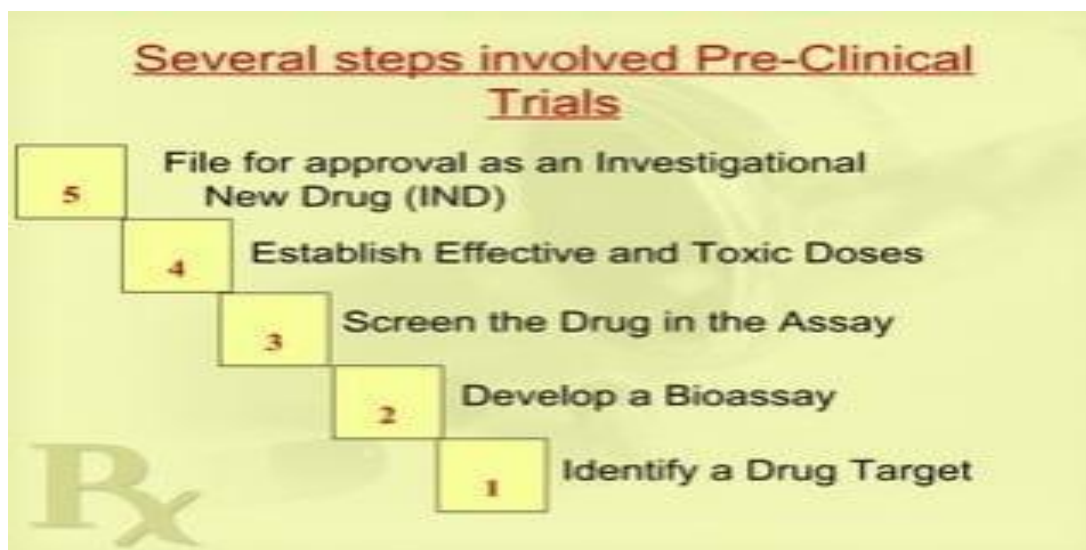 Several steps involved Pre-Clinical
Trials
5
File for approval as an Investigational
New Drug (IND)
4
Establish Effective and Toxic Doses
3
Screen the Drug in the Assay
2
Develop a Bioassay
1
Identify a Drug Target
Rx